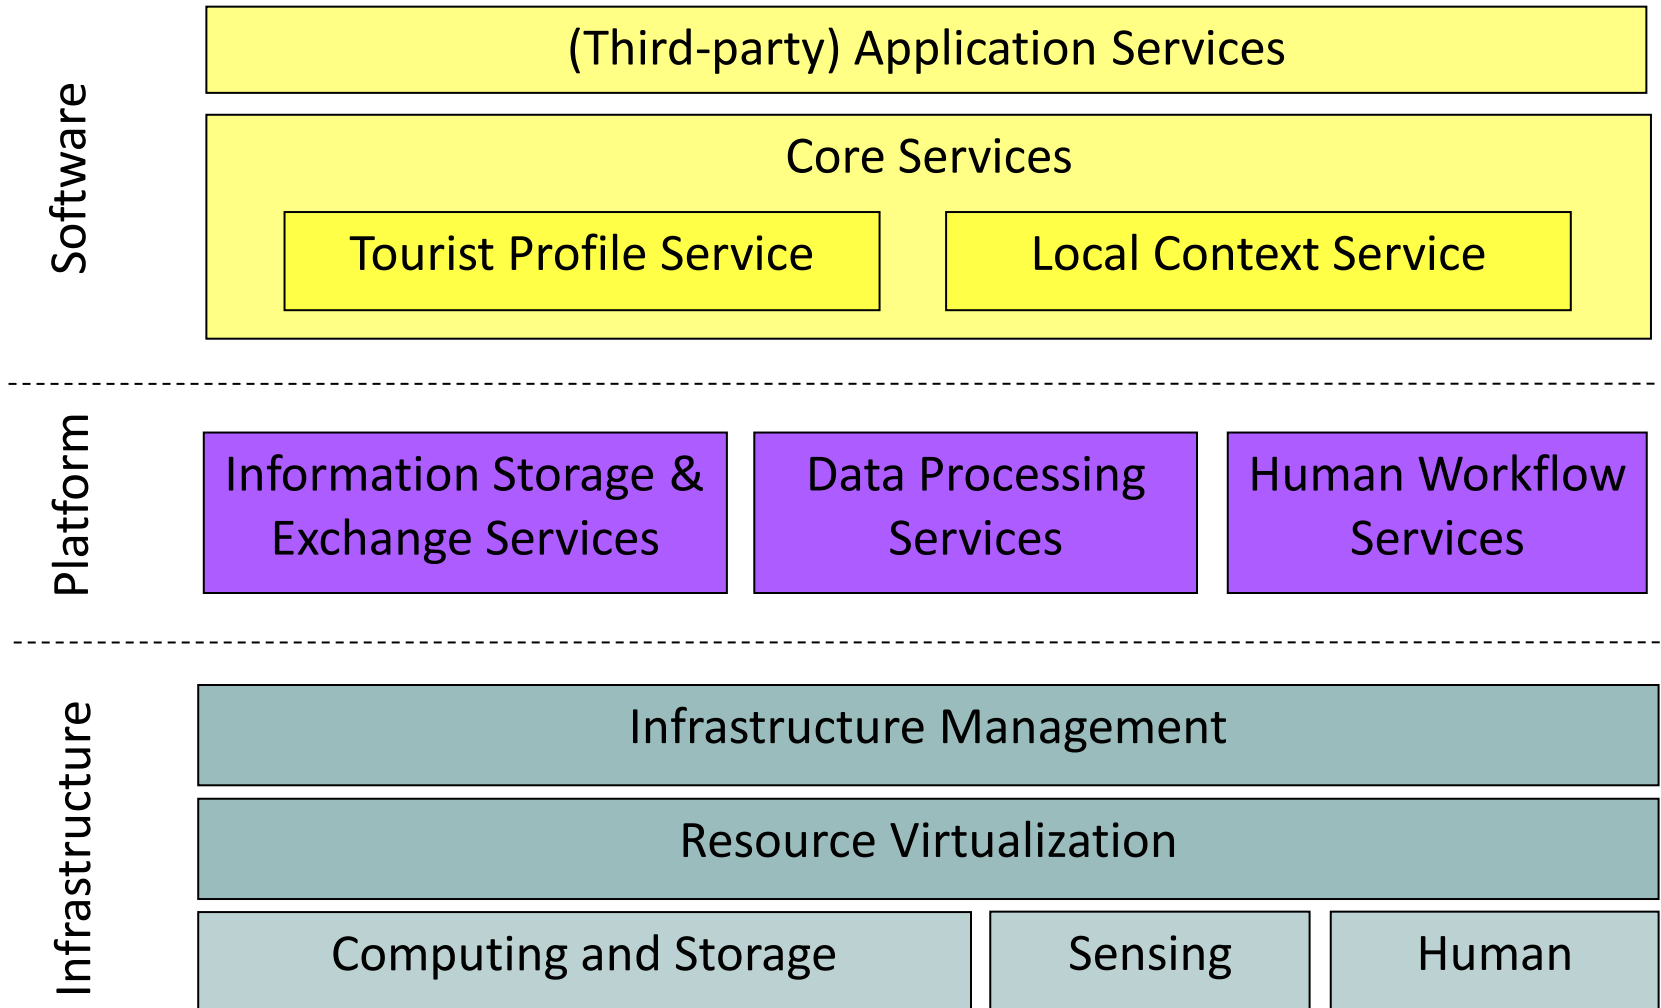 Software
(Third-party) Application Services
Core Services
Tourist Profile Service
Local Context Service
Platform
Information Storage &
Exchange Services
Data Processing
Services
Human Workflow
Services
Infrastructure
Infrastructure Management
Resource Virtualization
Computing and Storage
Sensing
Human